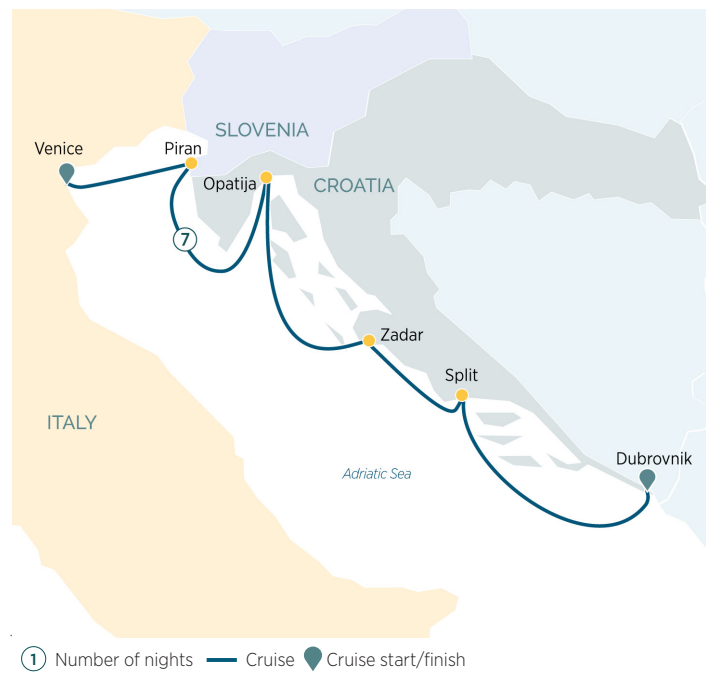 SLOVENIA
Venice
Piran
Opatija
CROATIA
7
Zadar
Split
ITALY
Dubrovnik
Adriatic Sea
1 Number of nights Cruise Cruise start/finish